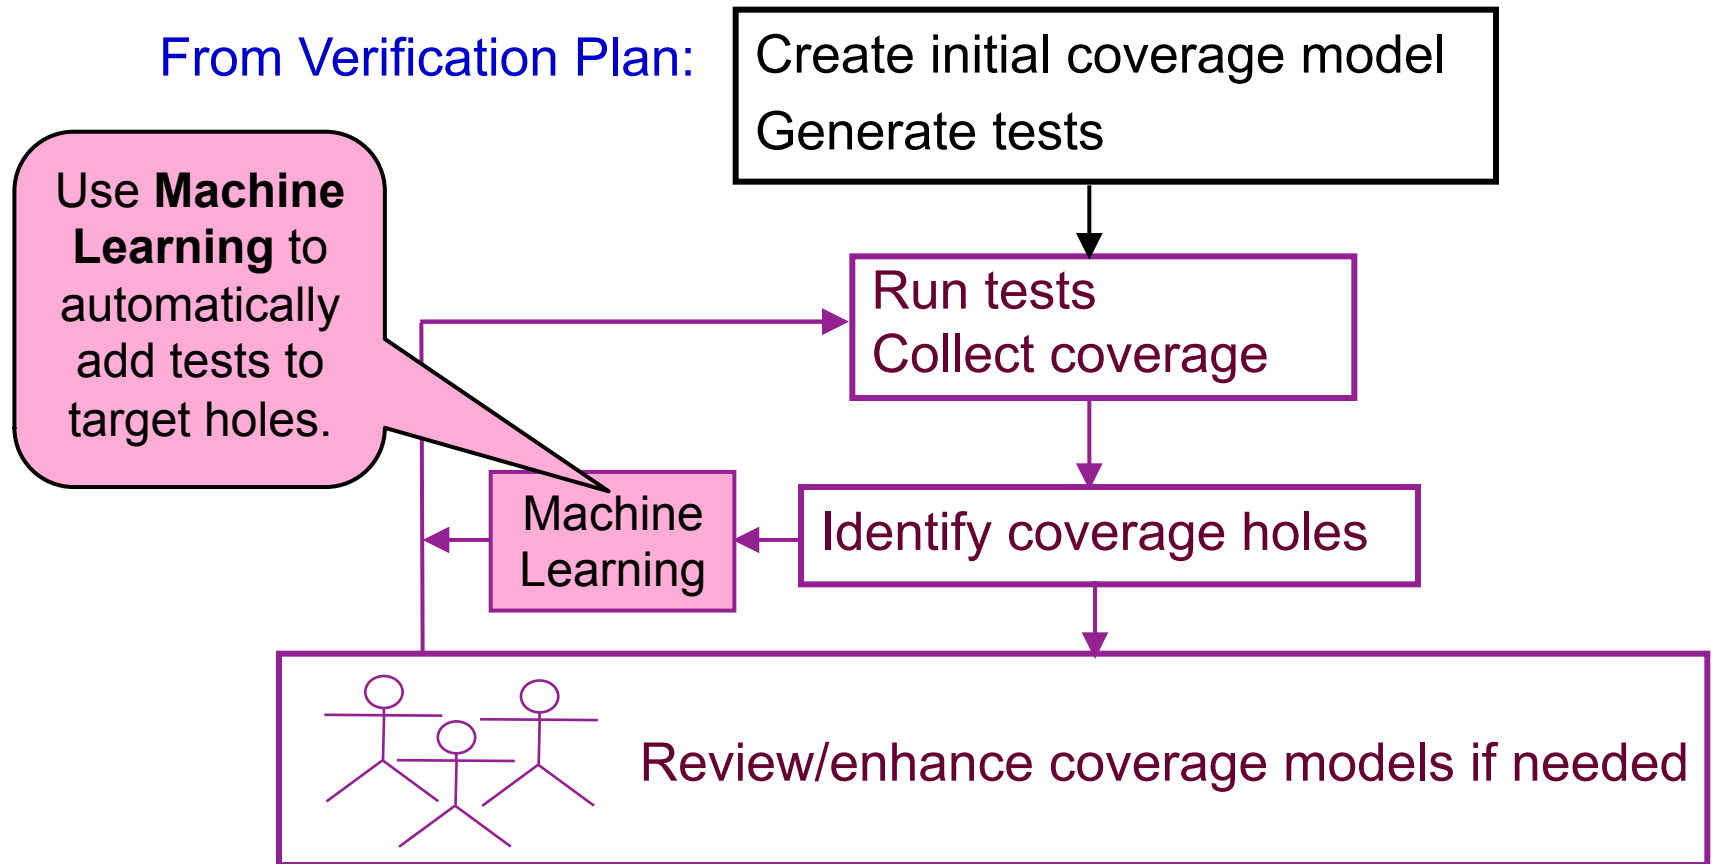 From Verification Plan:
Create initial coverage model
Generate tests
Use Machine
Learning to
automatically
add tests to
target holes.
Run tests
Collect coverage
Machine
Learning
Identify coverage holes
Review/enhance coverage models if needed